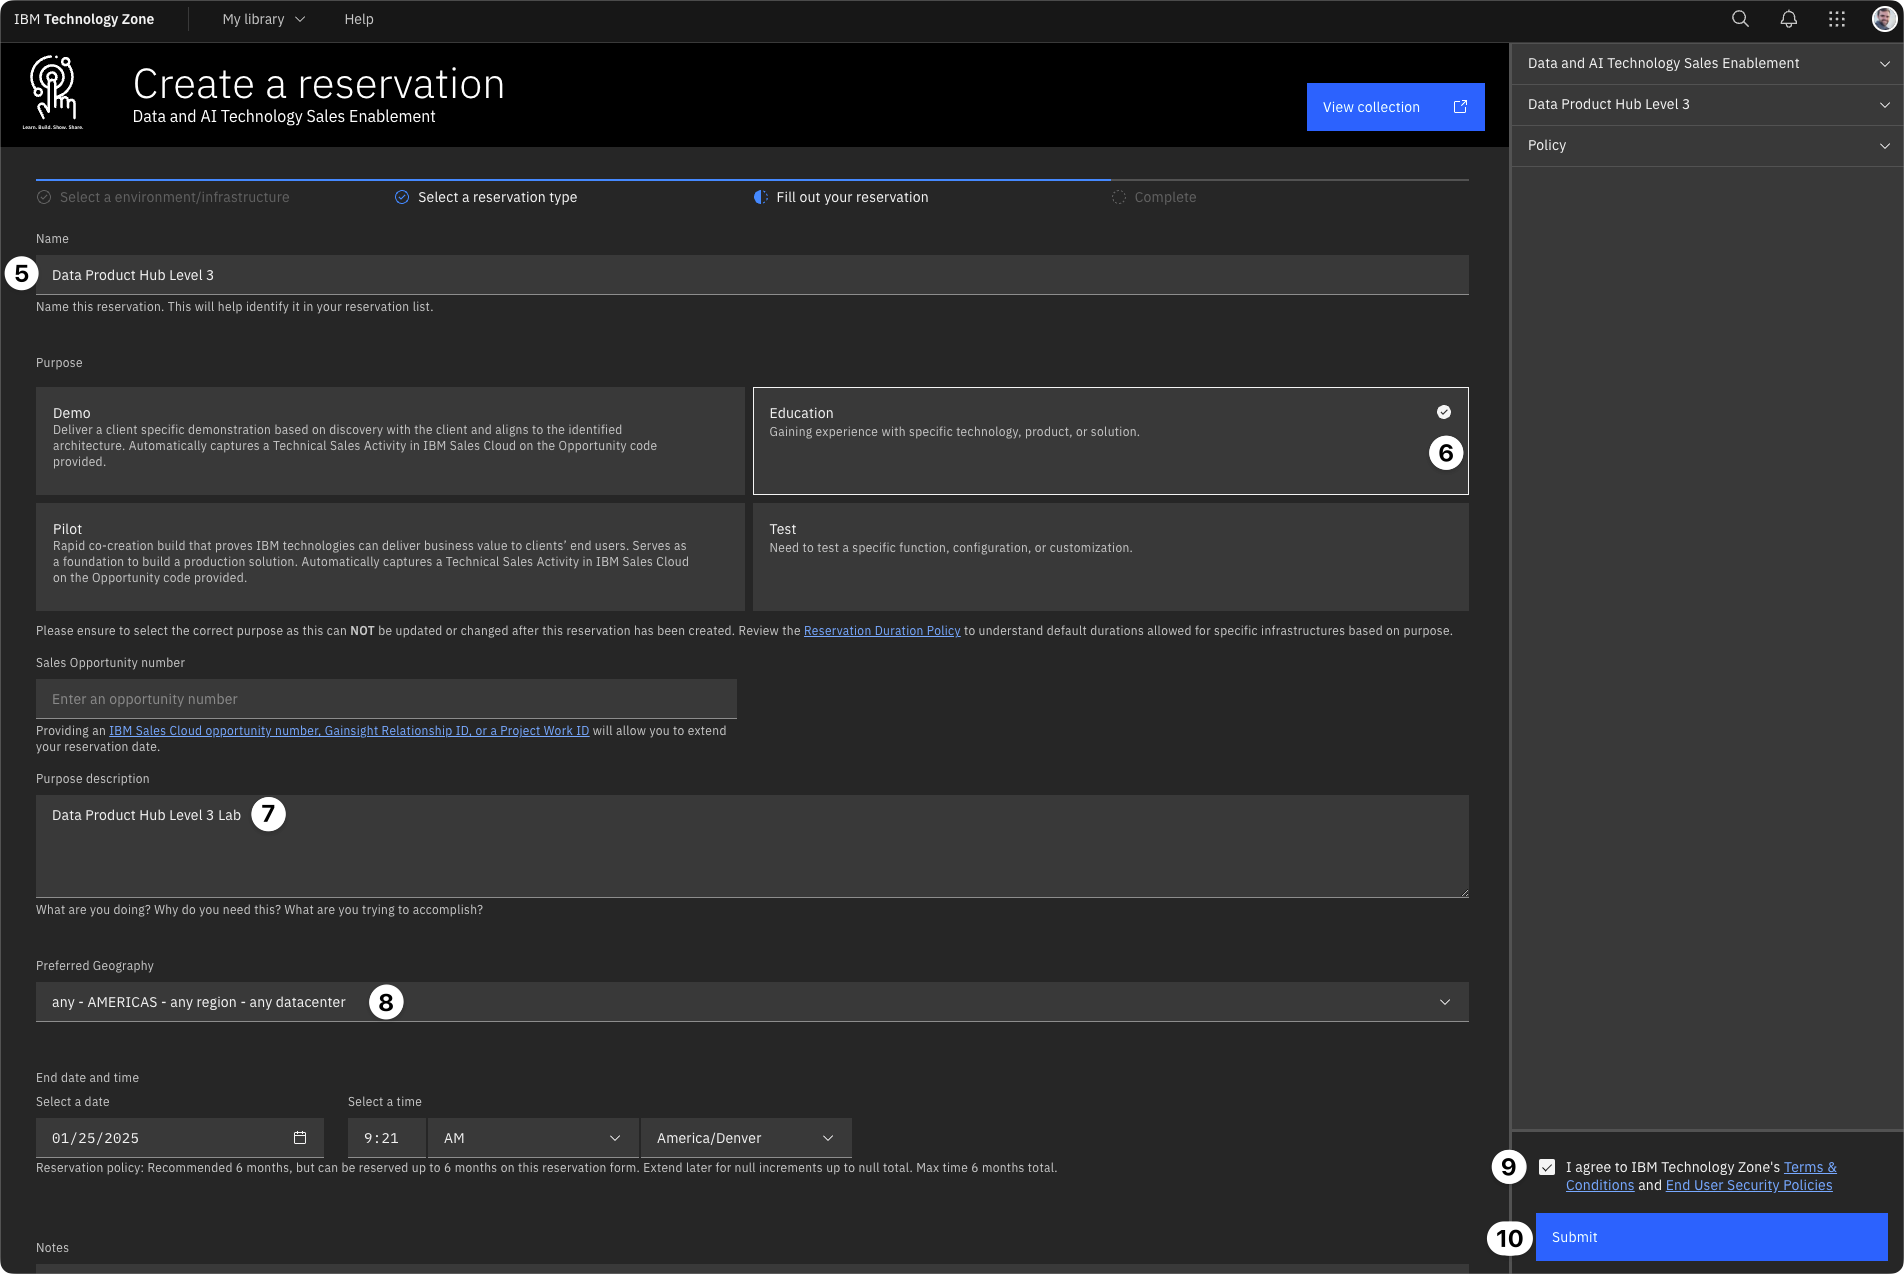 IBM Technology Zone
My library
Help
Learn. Build. Show. Share.
Create a reservation
Data and AI Technology Sales Enablement
View collection
Select a environment/infrastructure
Select a reservation type
Fill out your reservation
Complete
Name
5
Data Product Hub Level 3
Name this reservation. This will help identify it in your reservation list.
Purpose
Demo
Deliver a client specific demonstration based on discovery with the client and aligns to the identified
architecture. Automatically captures a Technical Sales Activity in IBM Sales Cloud on the Opportunity code
provided.
Education
Gaining experience with specific technology, product, or solution.
6
Pilot
Rapid co-creation build that proves IBM technologies can deliver business value to clients’ end users. Serves as
a foundation to build a production solution. Automatically captures a Technical Sales Activity in IBM Sales Cloud
on the Opportunity code provided.
Test
Need to test a specific function, configuration, or customization.
Please ensure to select the correct purpose as this can NOT be updated or changed after this reservation has been created. Review the Reservation Duration Policy to understand default durations allowed for specific infrastructures based on purpose.
Sales Opportunity number
Enter an opportunity number
Providing an IBM Sales Cloud opportunity number, Gainsight Relationship ID, or a Project Work ID will allow you to extend
your reservation date.
Purpose description
Data Product Hub Level 3 Lab
7
What are you doing? Why do you need this? What are you trying to accomplish?
Preferred Geography
any - AMERICAS - any region - any datacenter
8
End date and time
Select a date
Select a time
01/25/2025
9:21
AM
America/Denver
Reservation policy: Recommended 6 months, but can be reserved up to 6 months on this reservation form. Extend later for null increments up to null total. Max time 6 months total.
Notes
Data and AI Technology Sales Enablement
Data Product Hub Level 3
Policy
9
I agree to IBM Technology Zone's Terms &
Conditions and End User Security Policies
10
Submit